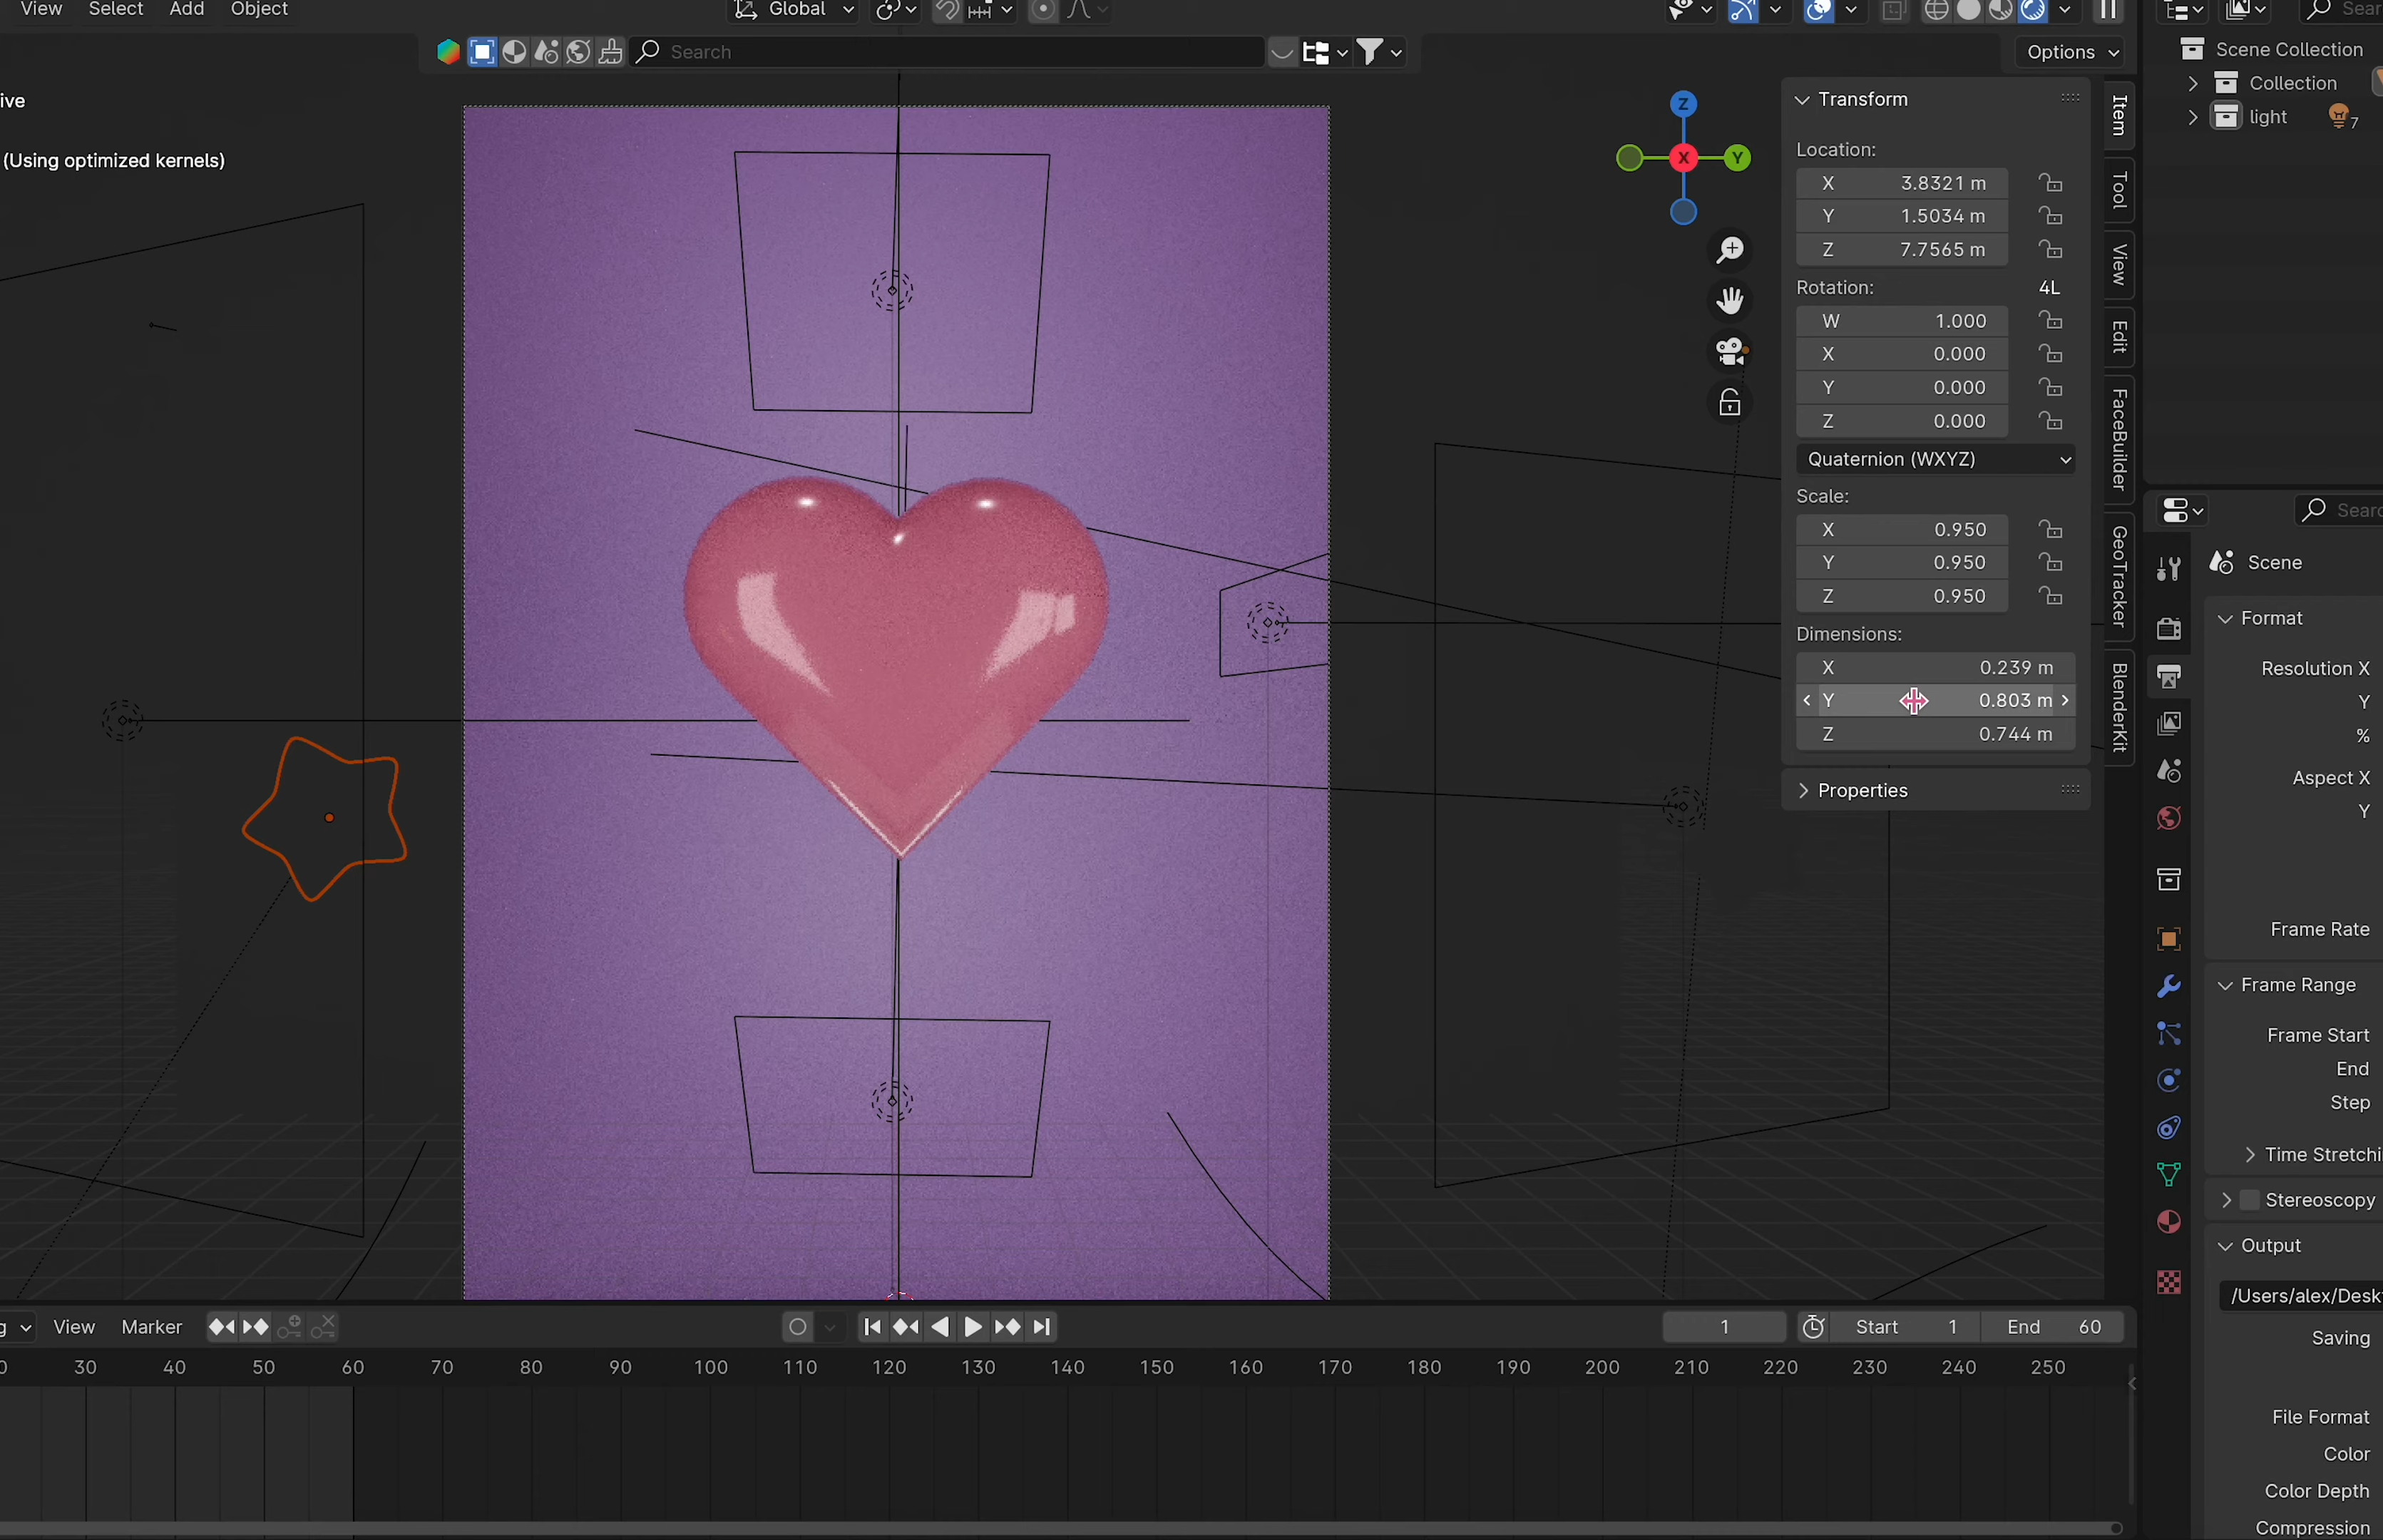 View Select Add Object
Global
Search
Options
ive
(Using optimized kernels)
Z
Y
X
Transform
Location:
X 3.8321 m
Y 1.5034 m
Z 7.7565 m
Rotation: 4L
W 1.000
X 0.000
Y 0.000
Z 0.000
Quaternion (WXYZ)
Scale:
X 0.950
Y 0.950
Z 0.950
Dimensions:
X 0.239 m
Y 0.803 m
Z 0.744 m
Properties
Item
Tool
View
Edit
FaceBuilder
GeoTracker
BlenderKit
Sear
Scene Collection
Collection
light 7
Searc
Scene
Format
Resolution X
Y
%
Aspect X
Y
Frame Rate
Frame Range
Frame Start
End
Step
Time Stretchi
Stereoscopy
Output
/Users/alex/Deskt
Saving
File Format
Color
Color Depth
Compression
g View Marker
1 Start 1 End 60
0 30 40 50 60 70 80 90 100 110 120 130 140 150 160 170 180 190 200 210 220 230 240 250